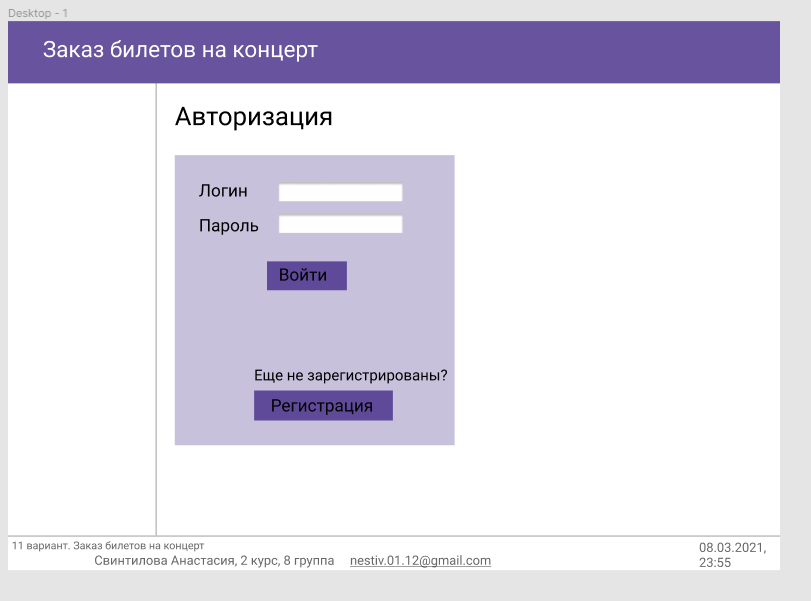 Desktop - 1
Заказ билетов на концерт
Авторизация
Логин
Пароль
Войти
Еще не зарегистрированы?
Регистрация
11 вариант. Заказ билетов на концерт
Свинтилова Анастасия, 2 курс, 8 группа nestiv.01.12@gmail.com
08.03.2021,
23:55